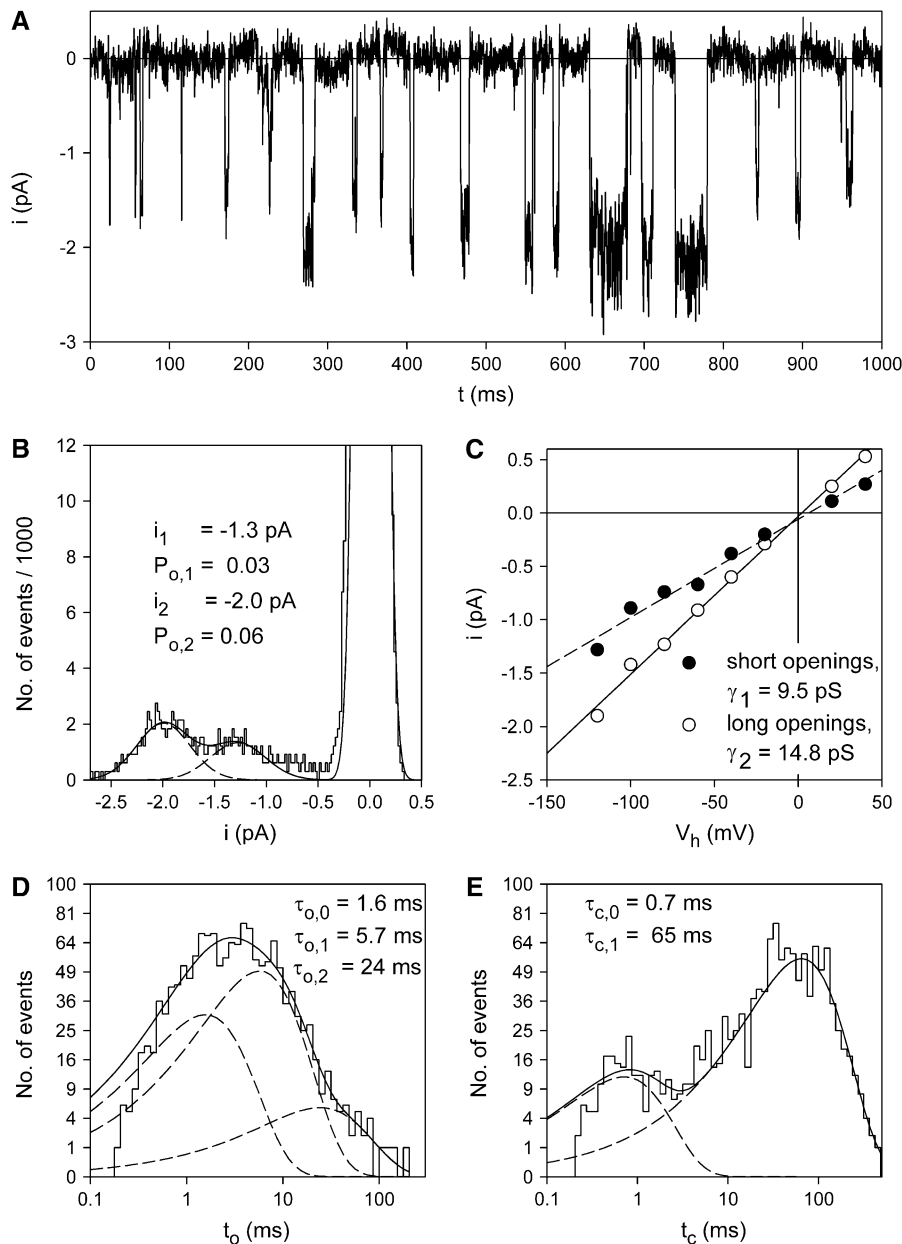 A
i (pA)
0
-1
-2
-3
0 100 200 300 400 500 600 700 800 900 1000
t (ms)
B
No. of events / 1000
12
10
8
6
4
2
0
i1 = -1.3 pA
Po,1 = 0.03
i2 = -2.0 pA
Po,2 = 0.06
-2.5 -2.0 -1.5 -1.0 -0.5 0.0 0.5
i (pA)
C
i (pA)
0.5
0.0
-0.5
-1.0
-1.5
-2.0
-2.5
short openings,
γ1 = 9.5 pS
long openings,
γ2 = 14.8 pS
-150 -100 -50 0 50
Vh (mV)
D
No. of events
100
81
64
49
36
25
16
9
4
1
0
τo,0 = 1.6 ms
τo,1 = 5.7 ms
τo,2 = 24 ms
0.1 1 10 100
to (ms)
E
No. of events
100
81
64
49
36
25
16
9
4
1
0
τc,0 = 0.7 ms
τc,1 = 65 ms
0.1 1 10 100
tc (ms)